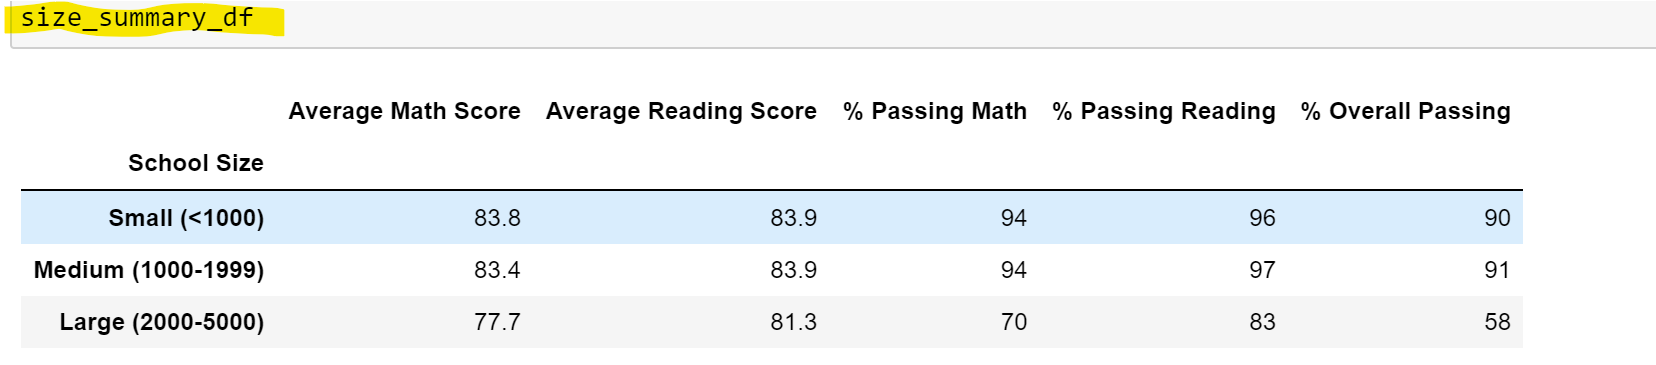 size_summary_df
Average Math Score Average Reading Score % Passing Math % Passing Reading % Overall Passing
School Size
Small (<1000) 83.8 83.9 94 96 90
Medium (1000-1999) 83.4 83.9 94 97 91
Large (2000-5000) 77.7 81.3 70 83 58